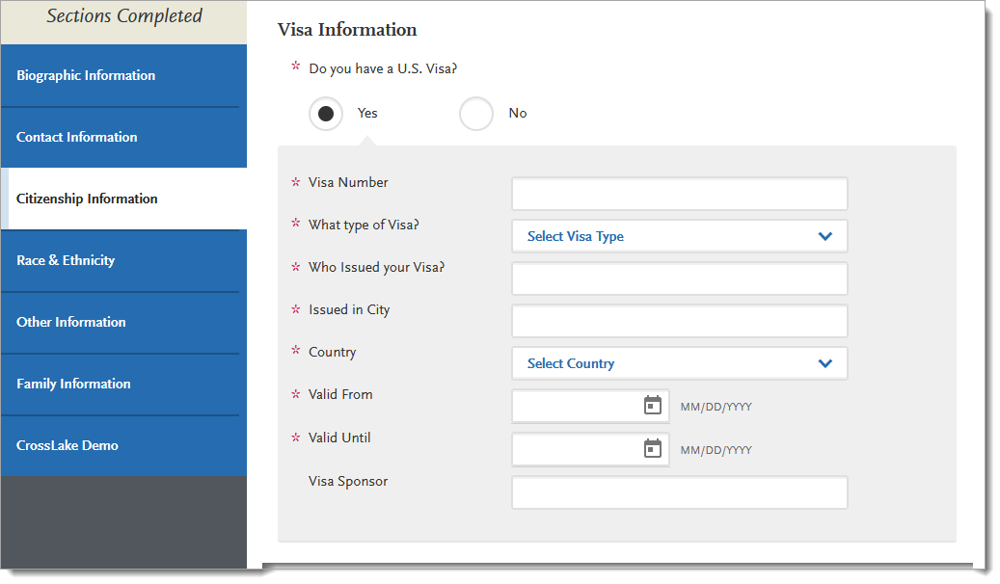 Sections Completed
Biographic Information
Contact Information
Citizenship Information
Race & Ethnicity
Other Information
Family Information
CrossLake Demo
Visa Information
* Do you have a U.S. Visa?
Yes No
* Visa Number
* What type of Visa? Select Visa Type
* Who Issued your Visa?
* Issued in City
* Country Select Country
* Valid From MM/DD/YYYY
* Valid Until MM/DD/YYYY
Visa Sponsor